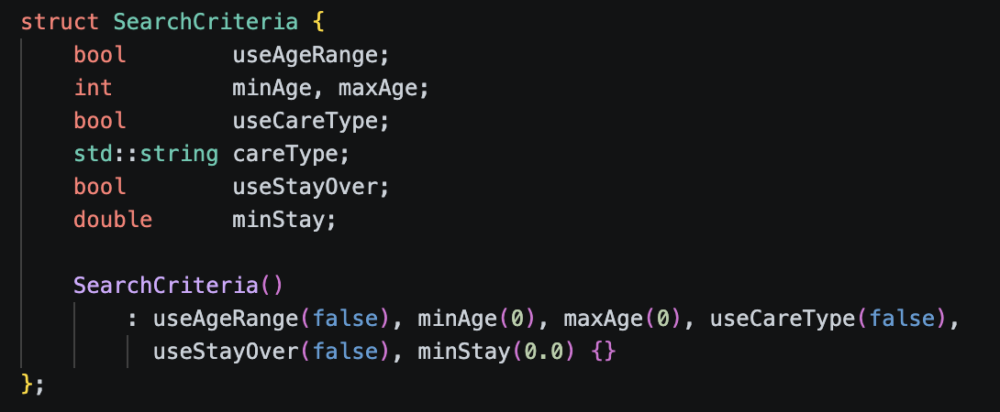 struct SearchCriteria {
    bool        useAgeRange;
    int         minAge, maxAge;
    bool        useCareType;
    std::string careType;
    bool        useStayOver;
    double      minStay;

    SearchCriteria()
        : useAgeRange(false), minAge(0), maxAge(0), useCareType(false),
          useStayOver(false), minStay(0.0) {}
};